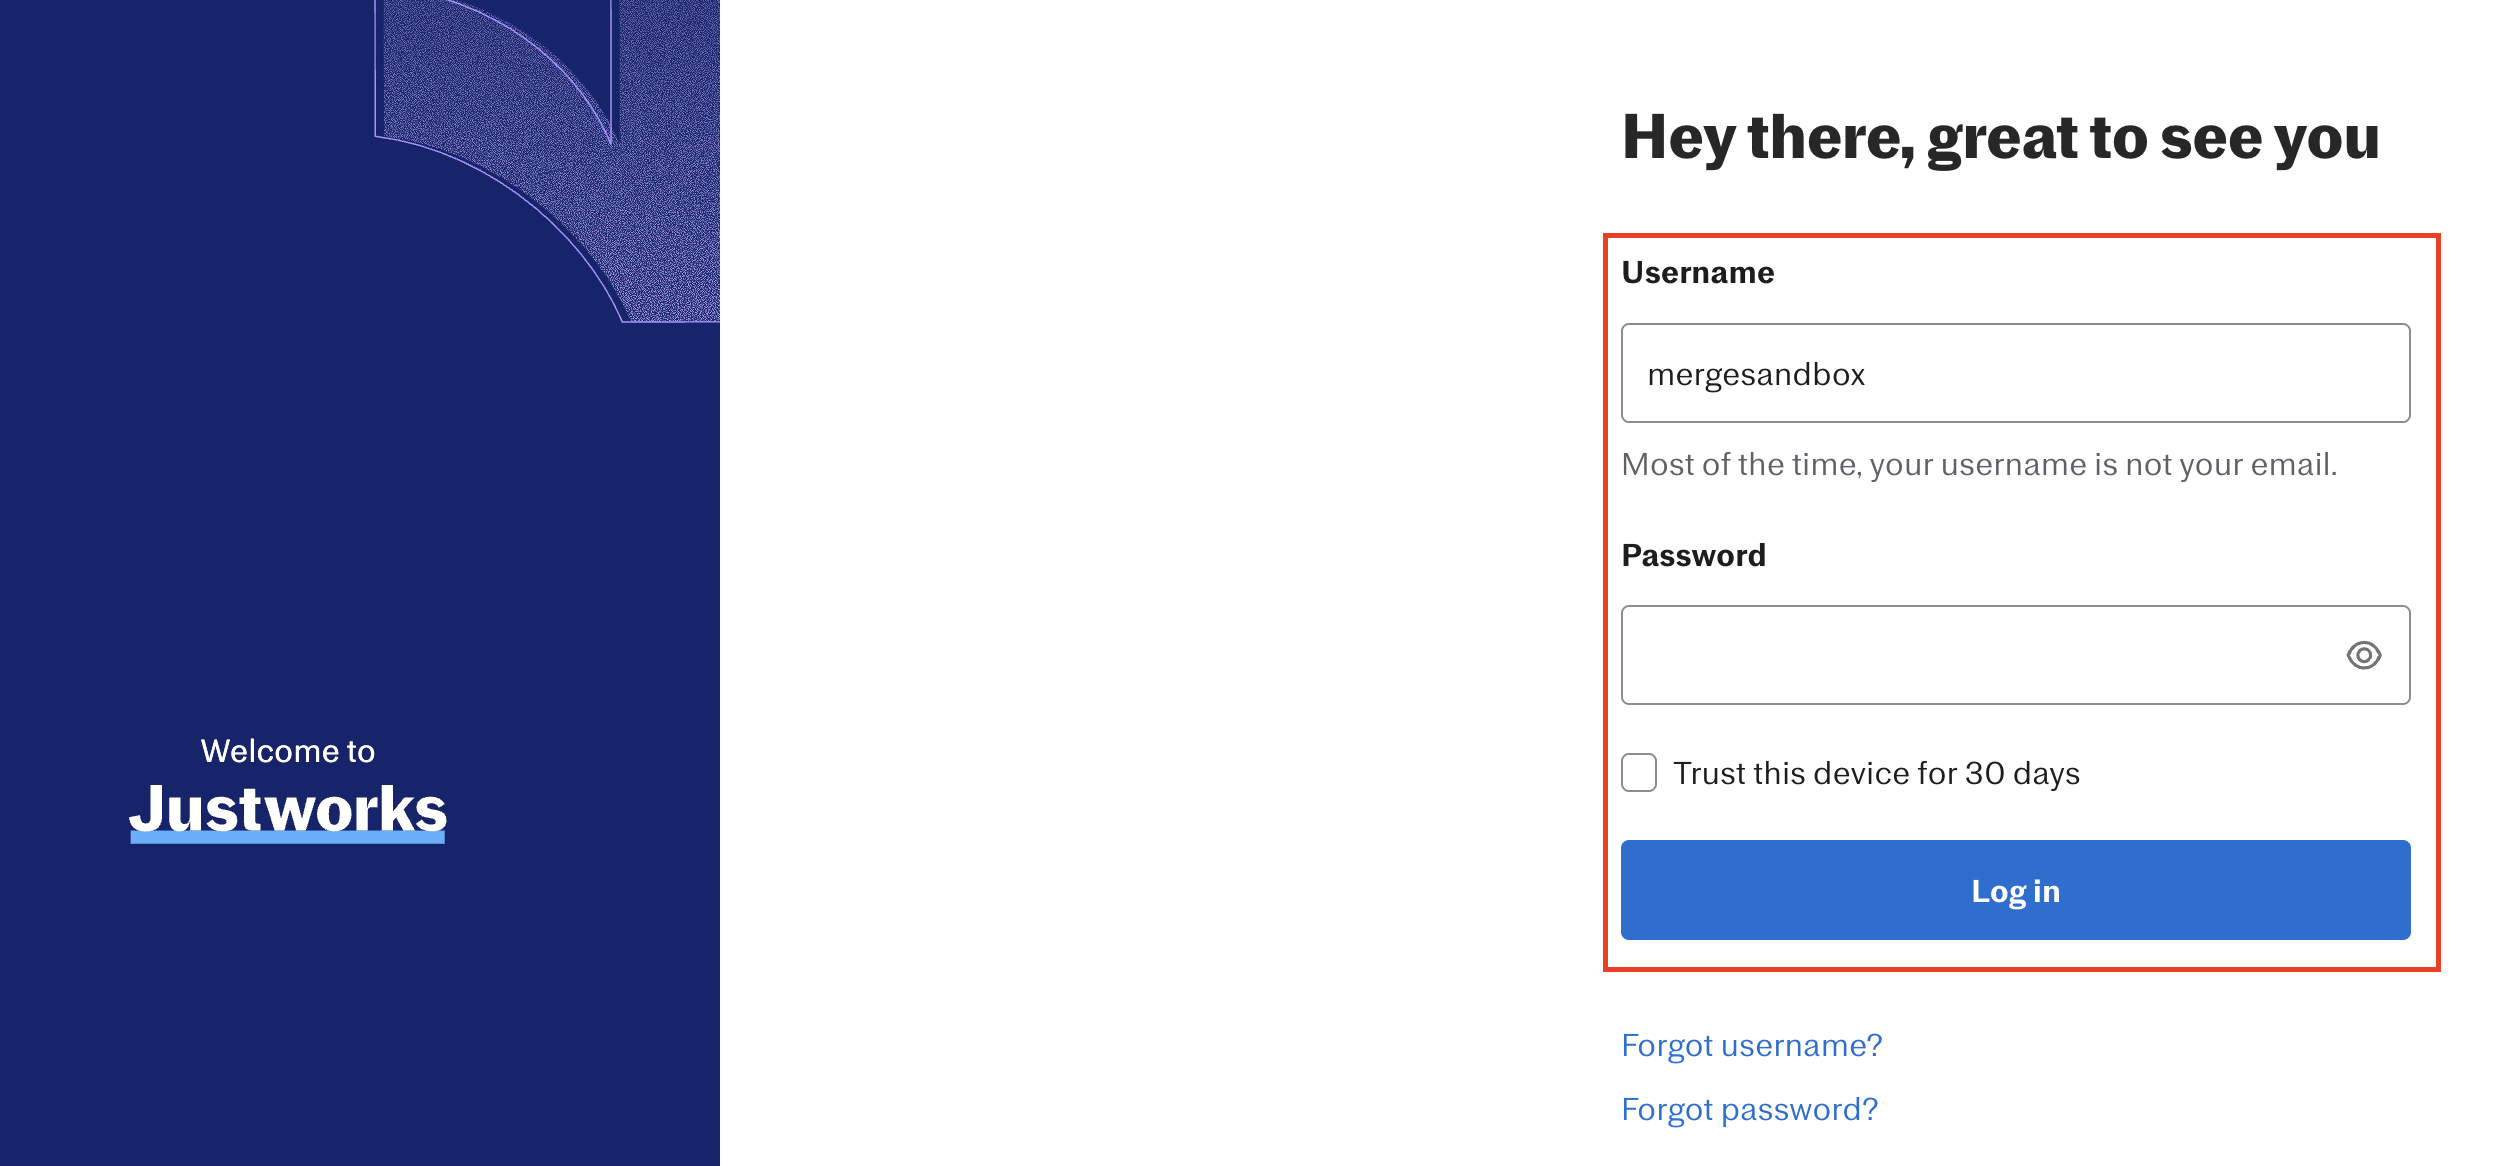 Welcome to
Justworks
Hey there, great to see you
Username
mergesandbox
Most of the time, your username is not your email.
Password
Trust this device for 30 days
Log in
Forgot username?
Forgot password?